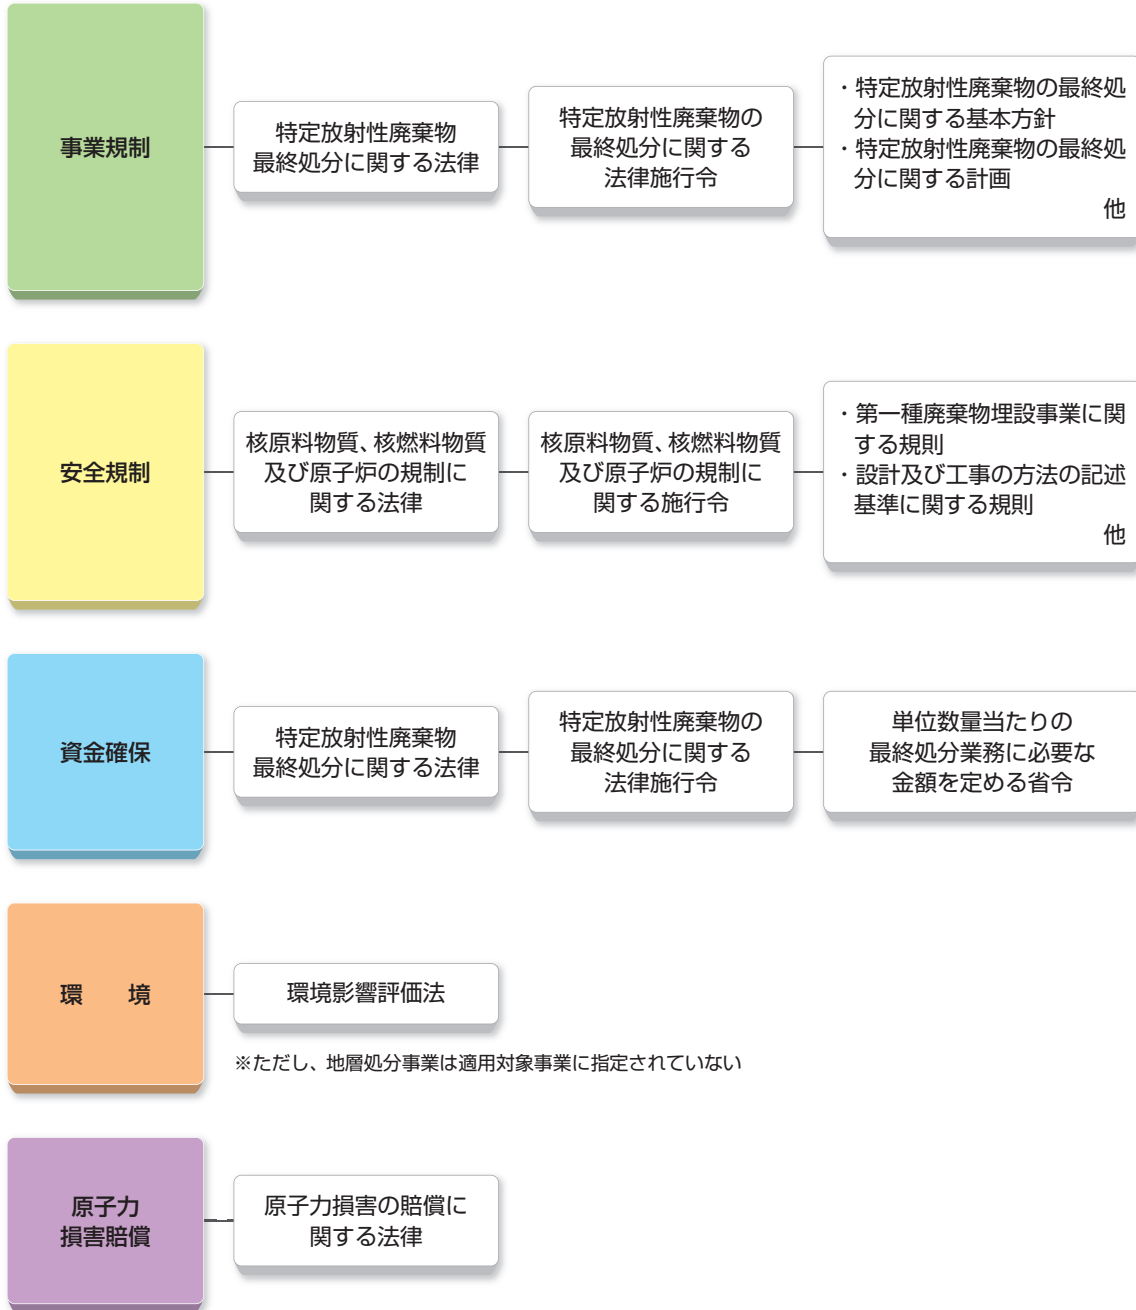 事業規制
特定放射性廃棄物
最終処分に関する法律
特定放射性廃棄物の
最終処分に関する
法律施行令
・特定放射性廃棄物の最終処
分に関する基本方針
・特定放射性廃棄物の最終処
分に関する計画
他
安全規制
核原料物質、核燃料物質
及び原子炉の規制に
関する法律
核原料物質、核燃料物質
及び原子炉の規制に
関する施行令
・第一種廃棄物埋設事業に関
する規則
・設計及び工事の方法の記述
基準に関する規則
他
資金確保
特定放射性廃棄物
最終処分に関する法律
特定放射性廃棄物の
最終処分に関する
法律施行令
単位数量当たりの
最終処分業務に必要な
金額を定める省令
環　　境
環境影響評価法
※ただし、地層処分事業は適用対象事業に指定されていない
原子力
損害賠償
原子力損害の賠償に
関する法律